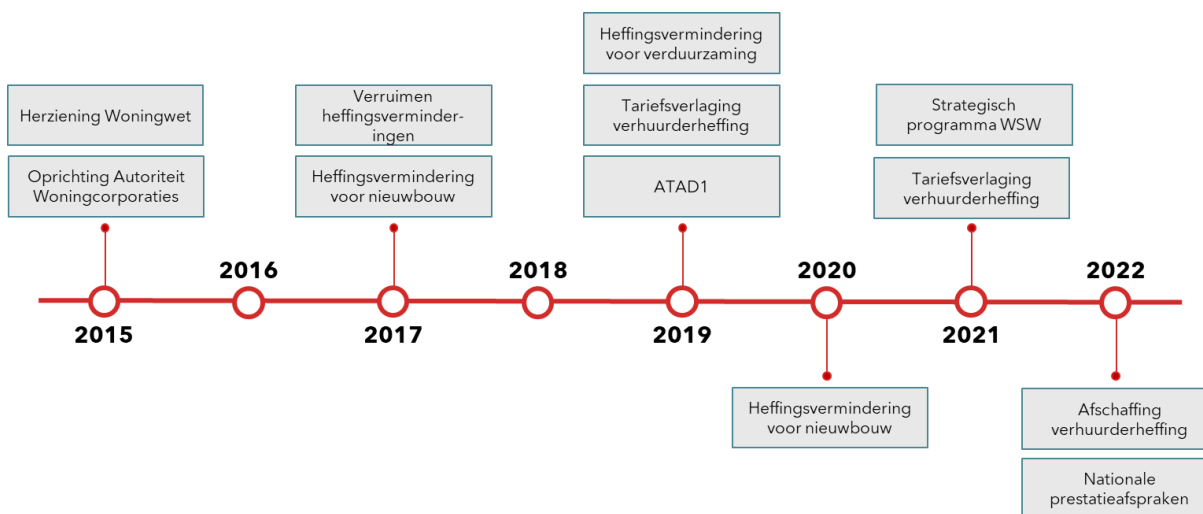 Heffingsvermindering
voor verduurzaming
Herziening Woningwet
Verruimen
heffingsverminder-
ingen
Tariefsverlaging
verhuurderheffing
Strategisch
programma WSW
Oprichting Autoriteit
Woningcorporaties
Heffingsvermindering
voor nieuwbouw
ATAD1
Tariefsverlaging
verhuurderheffing
2016
2018
2020
2022
2015
2017
2019
2021
Heffingsvermindering
voor nieuwbouw
Afschaffing
verhuurderheffing
Nationale
prestatieafspraken